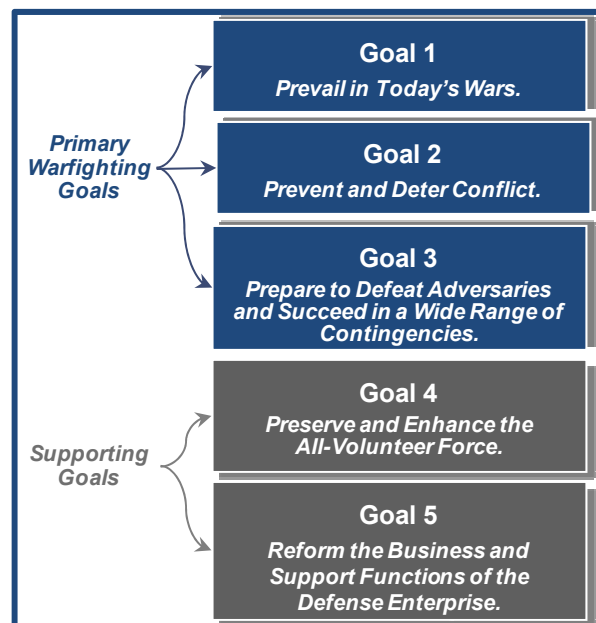 Goal 1
Prevail in Today's Wars.
Primary
Warfighting
Goals
Goal 2
Prevent and Deter Conflict.
Goal 3
Prepare to Defeat Adversaries
and Succeed in a Wide Range of
Contingencies.
Goal 4
Preserve and Enhance the
All-Volunteer Force.
Supporting
Goals
Goal 5
Reform the Business and
Support Functions of the
Defense Enterprise.